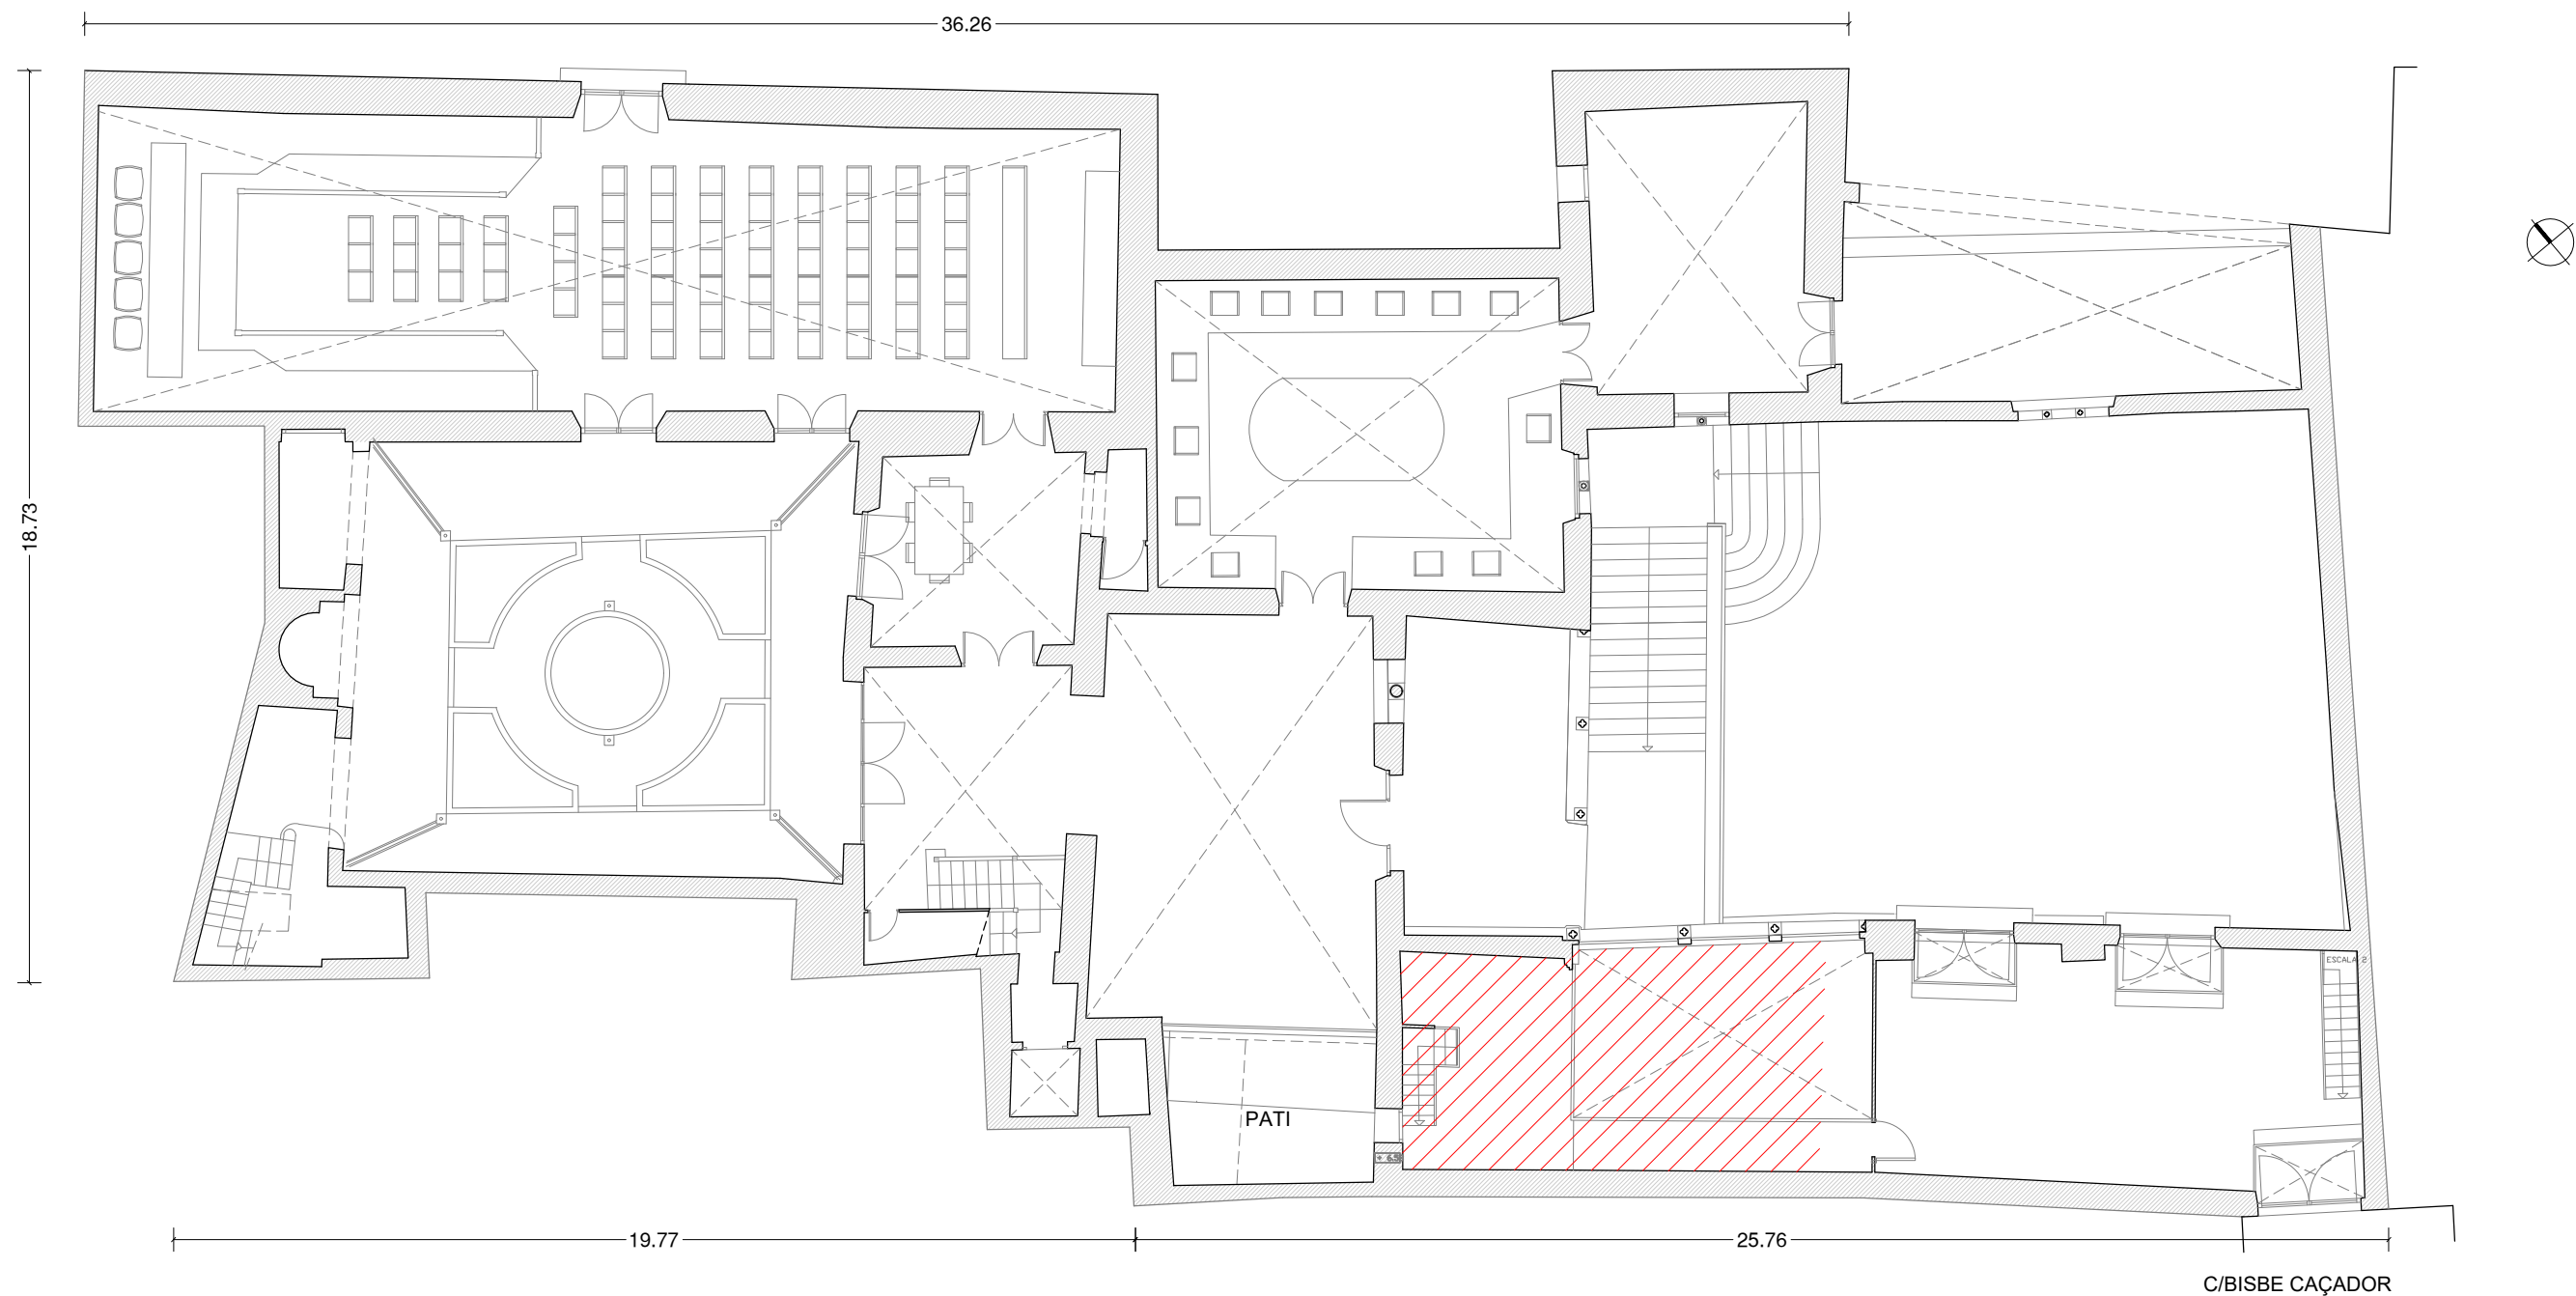 36.26
18.73
ESCALA 2
PATI
19.77
25.76
C/BISBE CAÇADOR